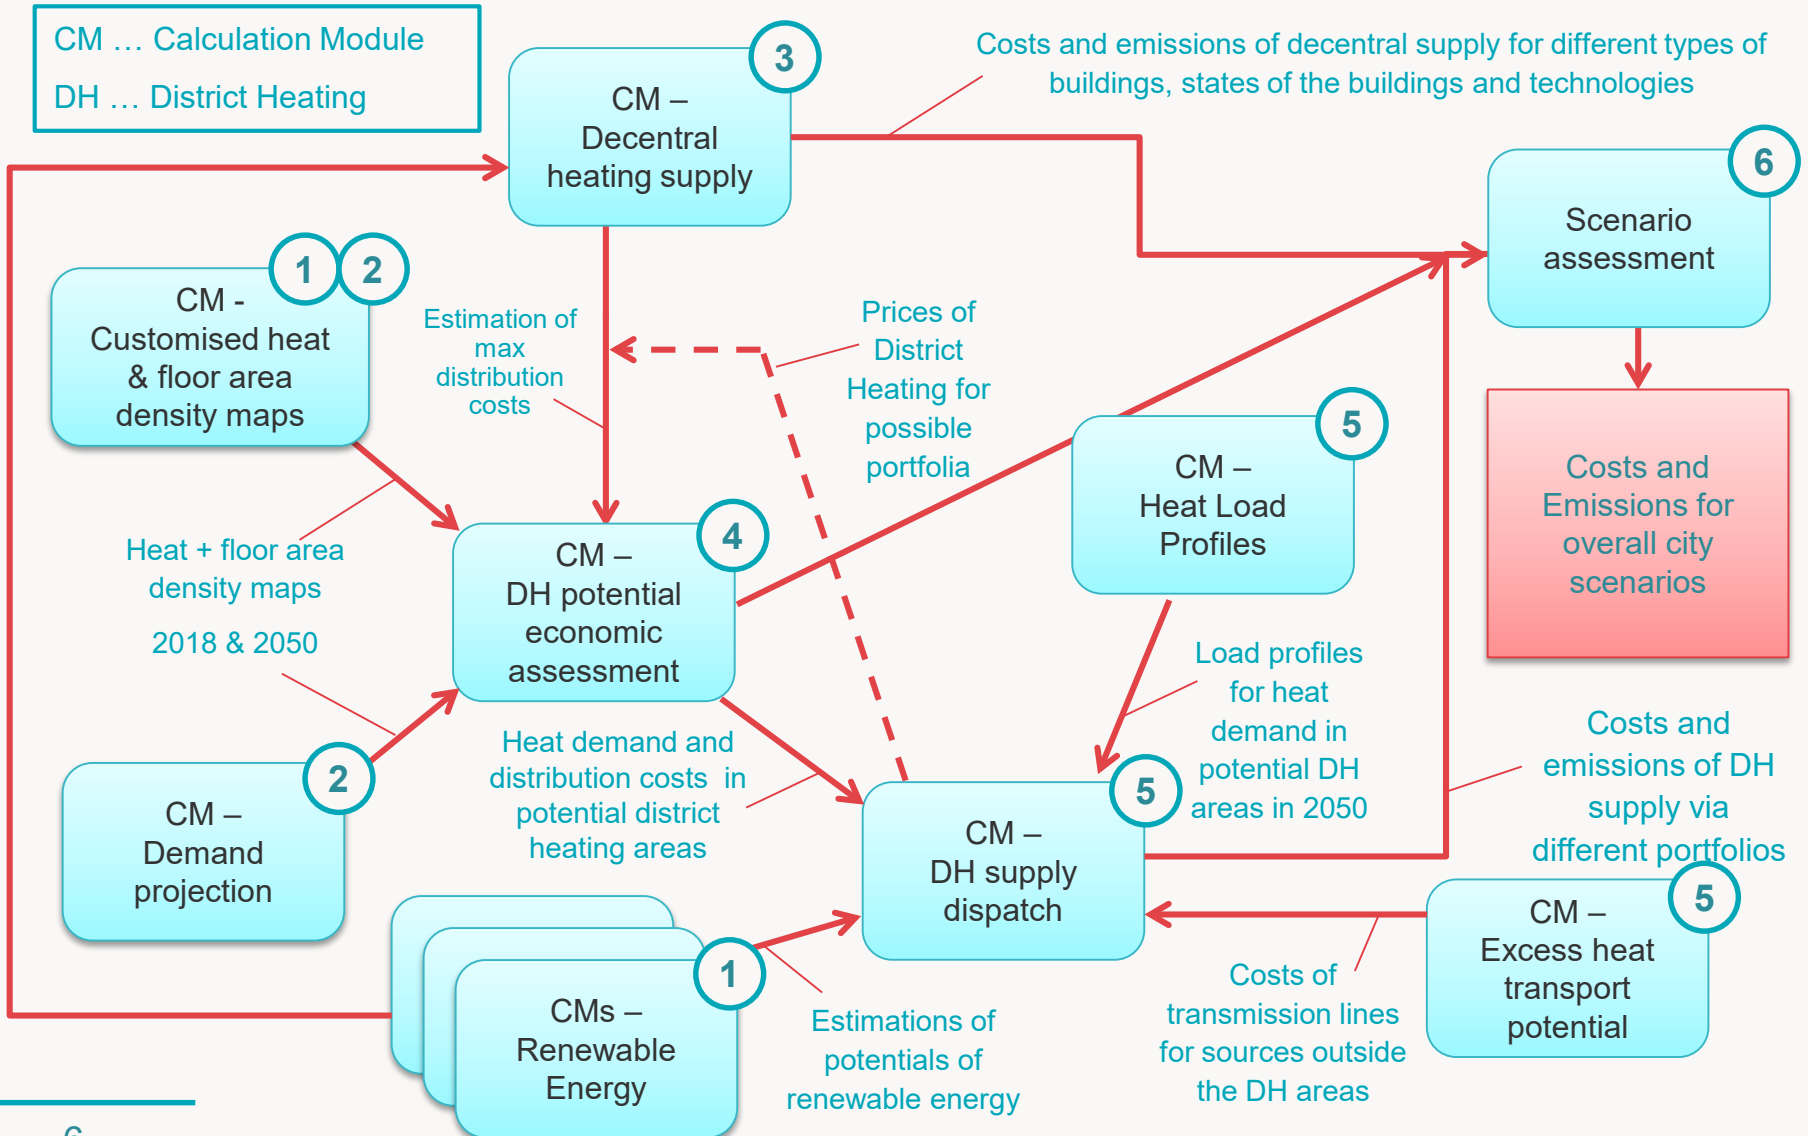 CM … Calculation Module
DH … District Heating
3
CM –
Decentral
heating supply
Costs and emissions of decentral supply for different types of
buildings, states of the buildings and technologies
6
Scenario
assessment
1
2
CM -
Customised heat
& floor area
density maps
Estimation of
max
distribution
costs
Prices of
District
Heating for
possible
portfolia
5
CM –
Heat Load
Profiles
Costs and
Emissions for
overall city
scenarios
Heat + floor area
density maps
2018 & 2050
4
CM –
DH potential
economic
assessment
Load profiles
for heat
demand in
potential DH
areas in 2050
Costs and
emissions of DH
supply via
different portfolios
2
CM –
Demand
projection
Heat demand and
distribution costs in
potential district
heating areas
5
CM –
DH supply
dispatch
5
CM –
Excess heat
transport
potential
1
CMs –
Renewable
Energy
Estimations of
potentials of
renewable energy
Costs of
transmission lines
for sources outside
the DH areas
6